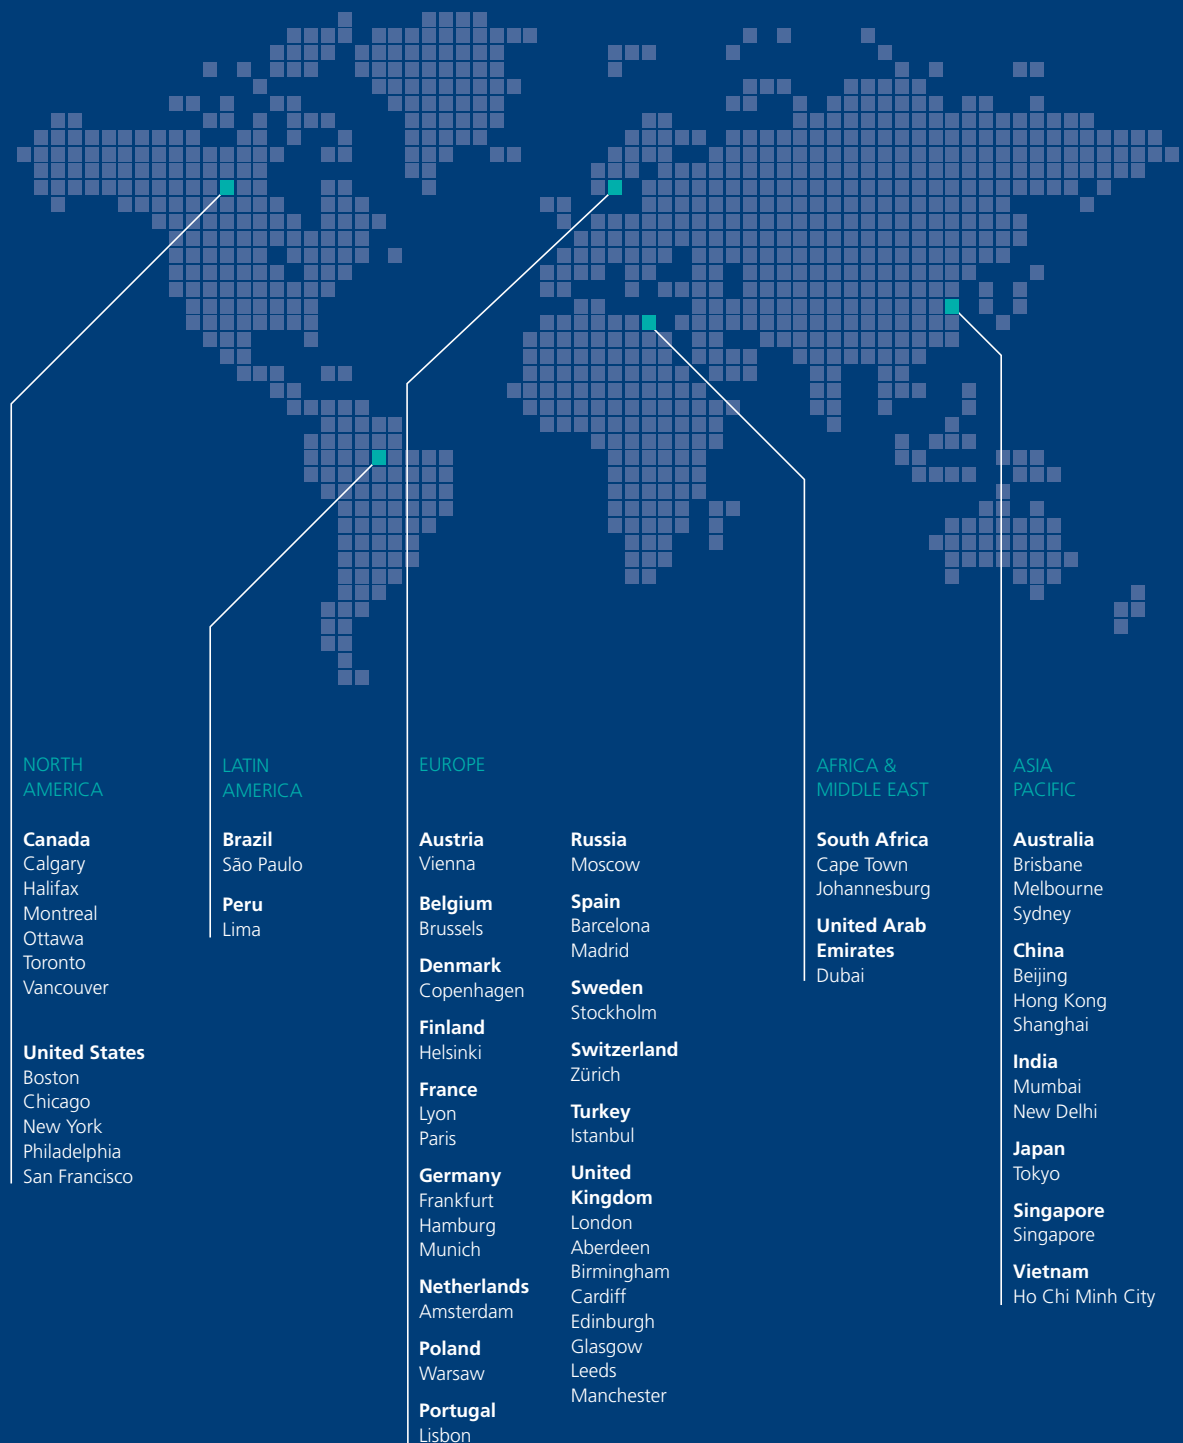 NORTH
AMERICA
Canada
Calgary
Halifax
Montreal
Ottawa
Toronto
Vancouver
United States
Boston
Chicago
New York
Philadelphia
San Francisco
LATIN
AMERICA
Brazil
São Paulo
Peru
Lima
EUROPE
Austria
Vienna
Belgium
Brussels
Denmark
Copenhagen
Finland
Helsinki
France
Lyon
Paris
Germany
Frankfurt
Hamburg
Munich
Netherlands
Amsterdam
Poland
Warsaw
Portugal
Lisbon
Russia
Moscow
Spain
Barcelona
Madrid
Sweden
Stockholm
Switzerland
Zürich
Turkey
Istanbul
United
Kingdom
London
Aberdeen
Birmingham
Cardiff
Edinburgh
Glasgow
Leeds
Manchester
AFRICA &
MIDDLE EAST
South Africa
Cape Town
Johannesburg
United Arab
Emirates
Dubai
ASIA
PACIFIC
Australia
Brisbane
Melbourne
Sydney
China
Beijing
Hong Kong
Shanghai
India
Mumbai
New Delhi
Japan
Tokyo
Singapore
Singapore
Vietnam
Ho Chi Minh City